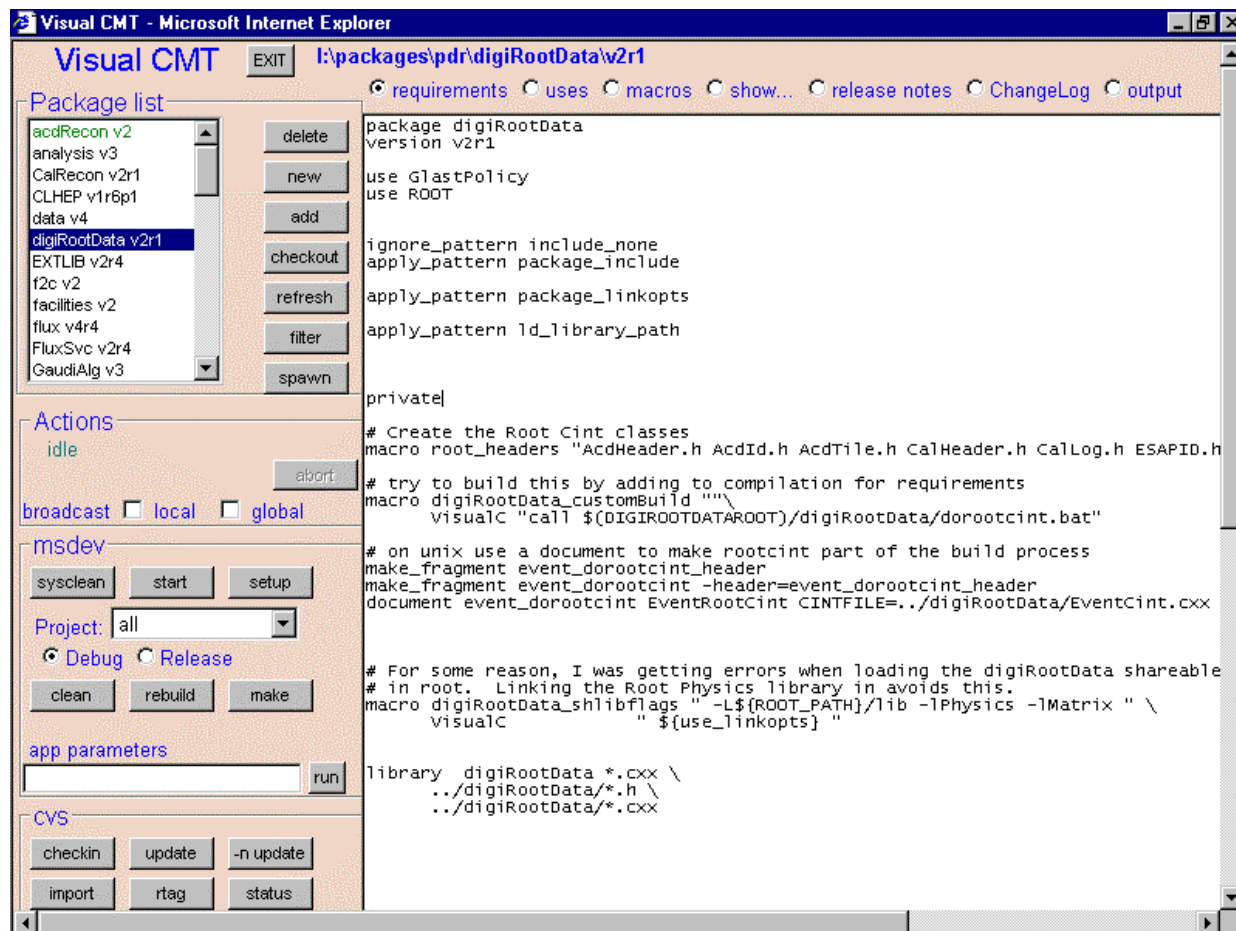 Visual CMT - Microsoft Internet Explorer
Visual CMT
EXIT
l:\packages\pdr\digiRootData\v2r1
requirements uses macros show... release notes ChangeLog output
Package list
acdRecon v2
analysis v3
CalRecon v2r1
CLHEP v1r6p1
data v4
digiRootData v2r1
EXTLIB v2r4
f2c v2
facilities v2
flux v4r4
FluxSvc v2r4
GaudiAlg v3
delete
new
add
checkout
refresh
filter
spawn
Actions
idle
abort
broadcast local global
msdev
sysclean start setup
Project: all
Debug Release
clean rebuild make
app parameters
run
cvs
checkin update -n update
import rtag status
package digiRootData
version v2r1
use GlastPolicy
use ROOT
ignore_pattern include_none
apply_pattern package_include
apply_pattern package_linkopts
apply_pattern ld_library_path
private
# Create the Root Cint classes
macro root_headers "AcdHeader.h AcdId.h AcdTile.h CalHeader.h CalLog.h ESAPID.h
# try to build this by adding to compilation for requirements
macro digiRootData_customBuild ""\
VisualC "call $(DIGIROOTDATAROOT)/digiRootData/dorootcint.bat"
# on unix use a document to make rootcint part of the build process
make_fragment event_dorootcint_header
make_fragment event_dorootcint -header=event_dorootcint_header
document event_dorootcint EventRootCint CINTFILE=../digiRootData/EventCint.cxx
# For some reason, I was getting errors when loading the digiRootData shareable
# in root. Linking the Root Physics library in avoids this.
macro digiRootData_shlibflags " -L${ROOT_PATH}/lib -lPhysics -lMatrix " \
VisualC " ${use_linkopts} "
library digiRootData *.cxx \
../digiRootData/*.h \
../digiRootData/*.cxx